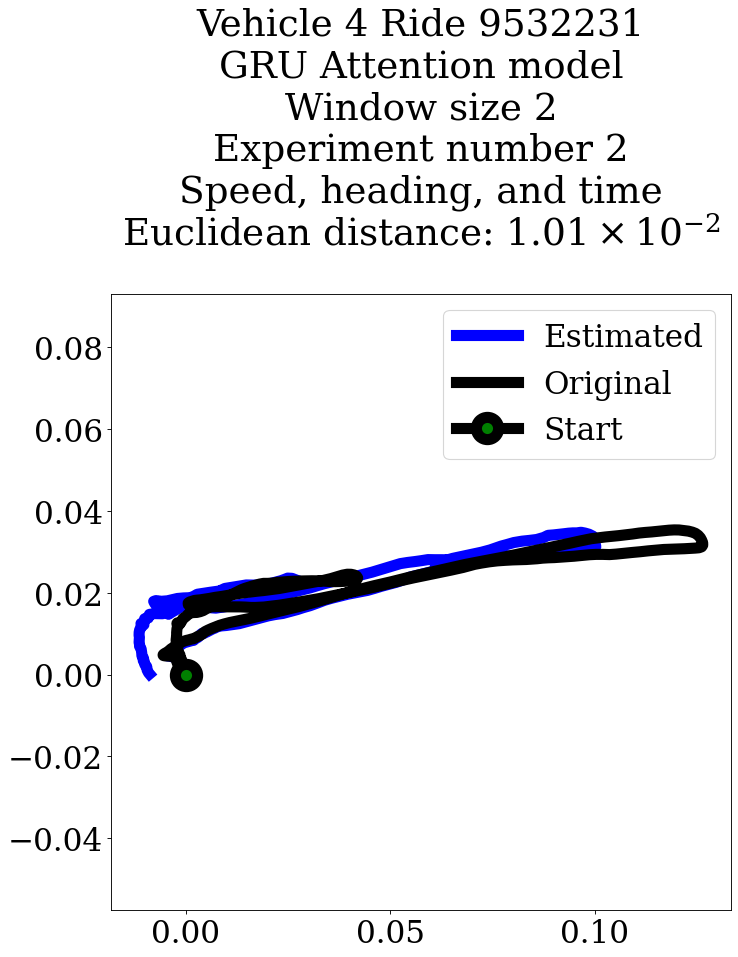 Vehicle 4 Ride 9532231
GRU Attention model
Window size 2
Experiment number 2
Speed, heading, and time
Euclidean distance: 1.01 × 10⁻²
Estimated
Original
Start
0.08
0.06
0.04
0.02
0.00
−0.02
−0.04
0.00 0.05 0.10